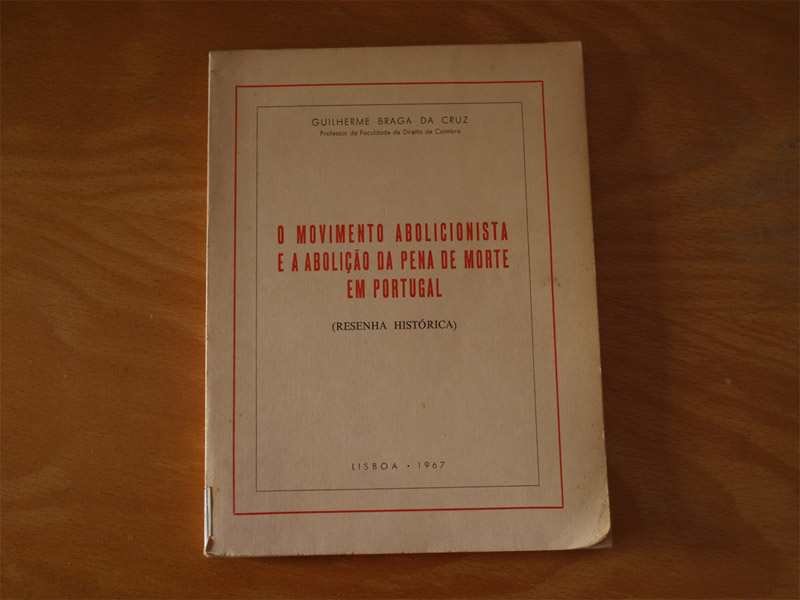 GUILHERME BRAGA DA CRUZ
Professor da Faculdade de Direito de Coimbra
O MOVIMENTO ABOLICIONISTA
E A ABOLIÇÃO DA PENA DE MORTE
EM PORTUGAL
(RESENHA HISTÓRICA)
LISBOA • 1967